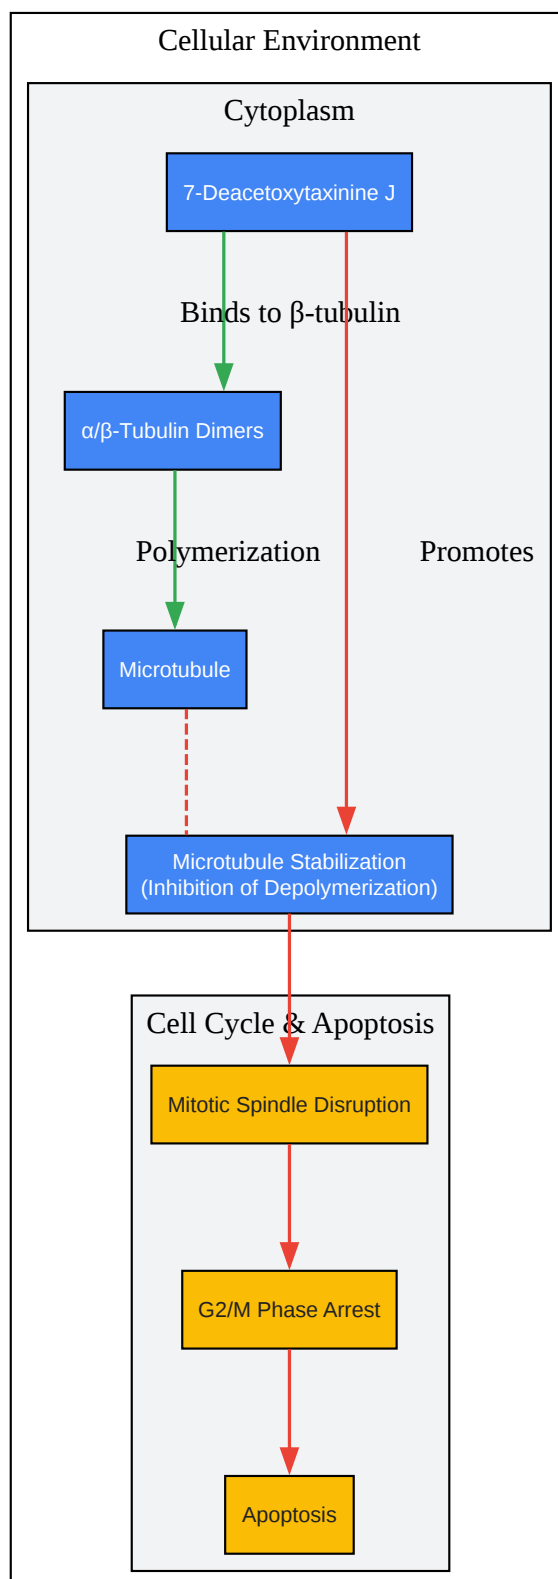 Cellular Environment
Cytoplasm
7-Deacetoxytaxinine J
Binds to β-tubulin
α/β-Tubulin Dimers
Polymerization
Promotes
Microtubule
Microtubule Stabilization
(Inhibition of Depolymerization)
Cell Cycle & Apoptosis
Mitotic Spindle Disruption
G2/M Phase Arrest
Apoptosis